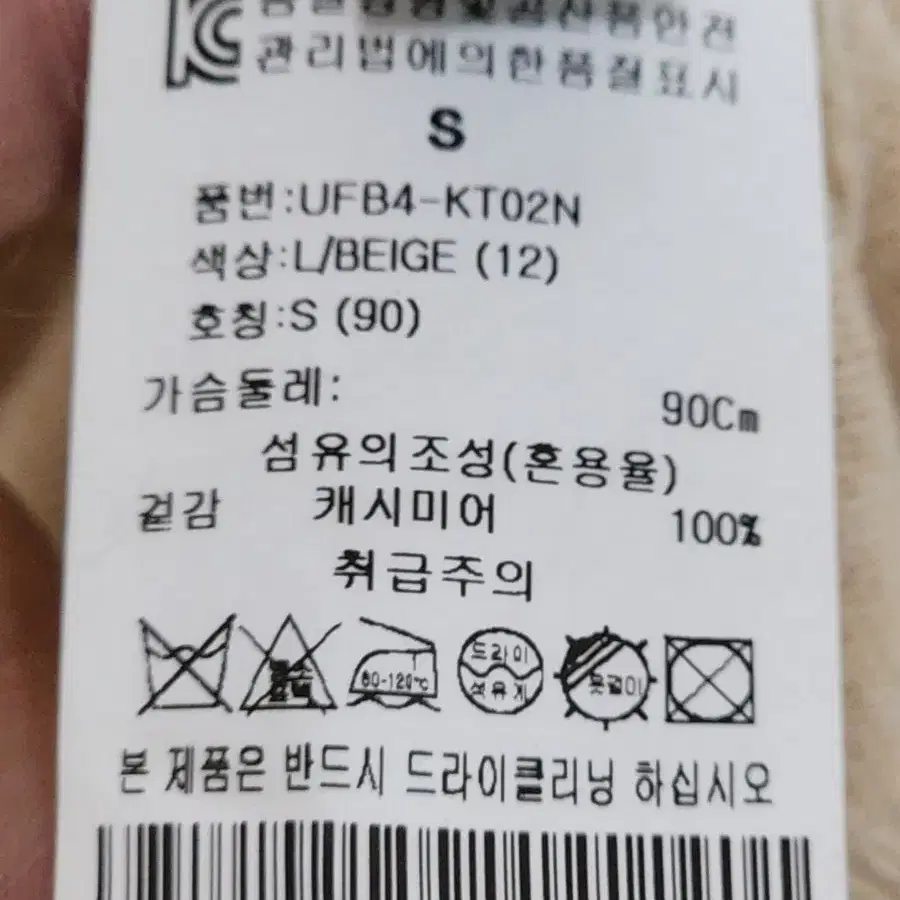 관리법에의한품질표시
S
품번:UFB4-KT02N
색상:L/BEIGE (12)
호칭:S (90)
가슴둘레: 90Cm
섬유의조성(혼용율)
겉감 캐시미어 100%
취급주의
80-120℃ 드라이 석유계 옷걸이
본 제품은 반드시 드라이클리닝 하십시오